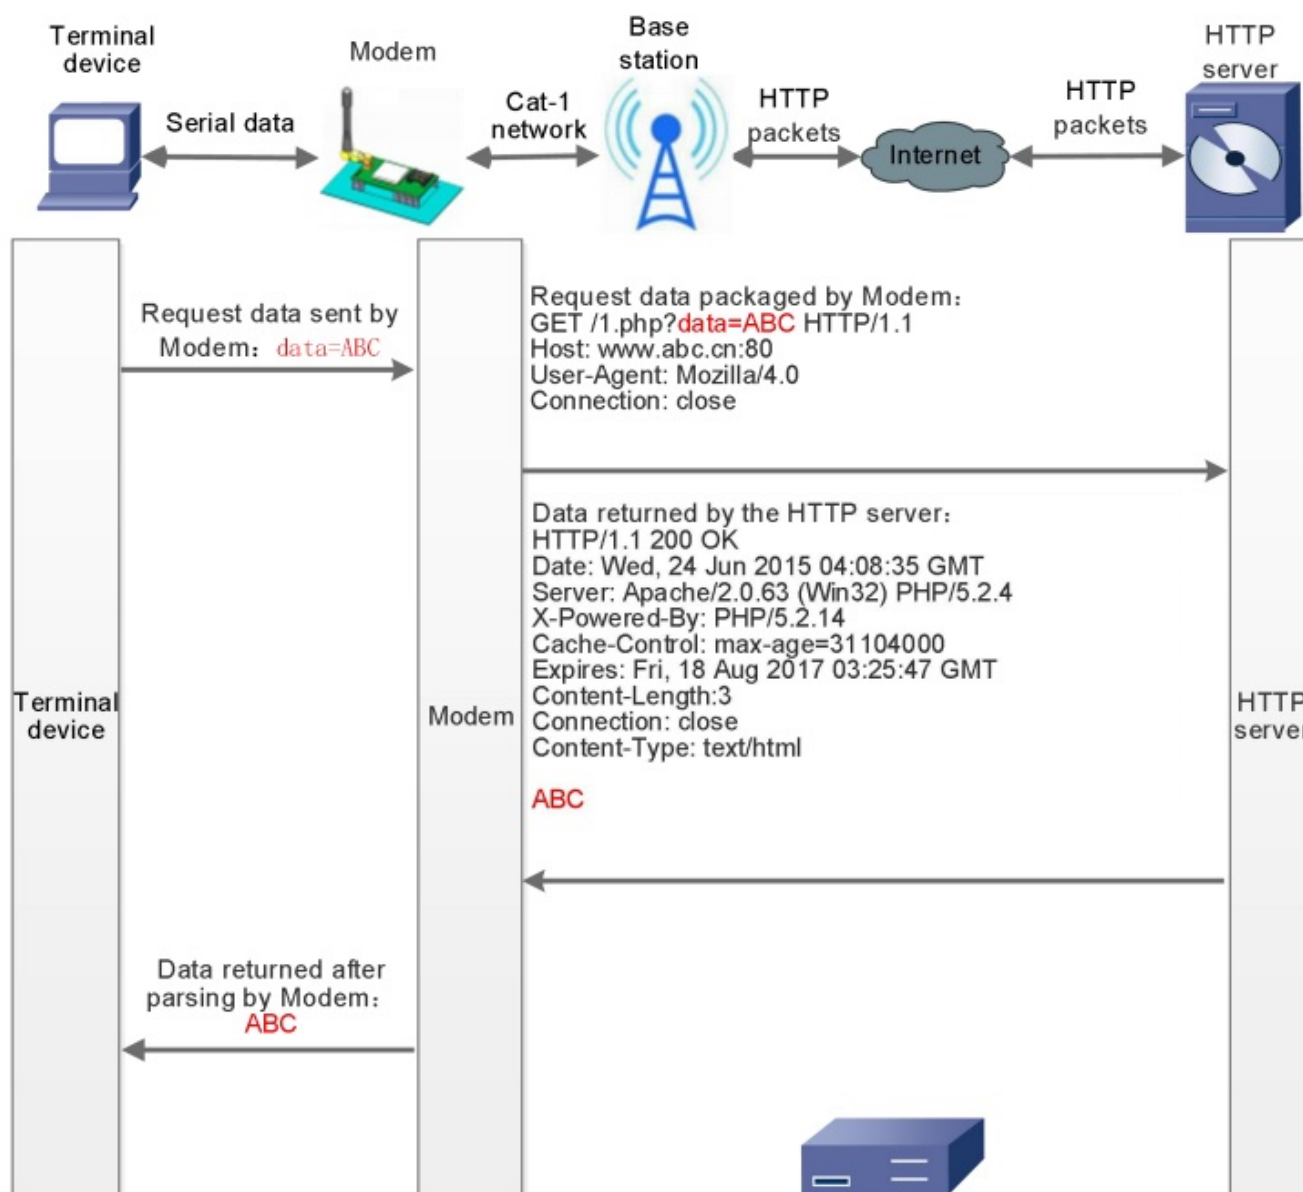 Terminal
device
Modem
Base
station
HTTP
server
Serial data
Cat-1
network
HTTP
packets
Internet
HTTP
packets
Request data sent by
Modem：data=ABC
Request data packaged by Modem：
GET /1.php?data=ABC HTTP/1.1
Host: www.abc.cn:80
User-Agent: Mozilla/4.0
Connection: close
Data returned by the HTTP server：
HTTP/1.1 200 OK
Date: Wed, 24 Jun 2015 04:08:35 GMT
Server: Apache/2.0.63 (Win32) PHP/5.2.4
X-Powered-By: PHP/5.2.14
Cache-Control: max-age=31104000
Expires: Fri, 18 Aug 2017 03:25:47 GMT
Content-Length:3
Connection: close
Content-Type: text/html
ABC
Terminal
device
Modem
HTTP
server
Data returned after
parsing by Modem：
ABC